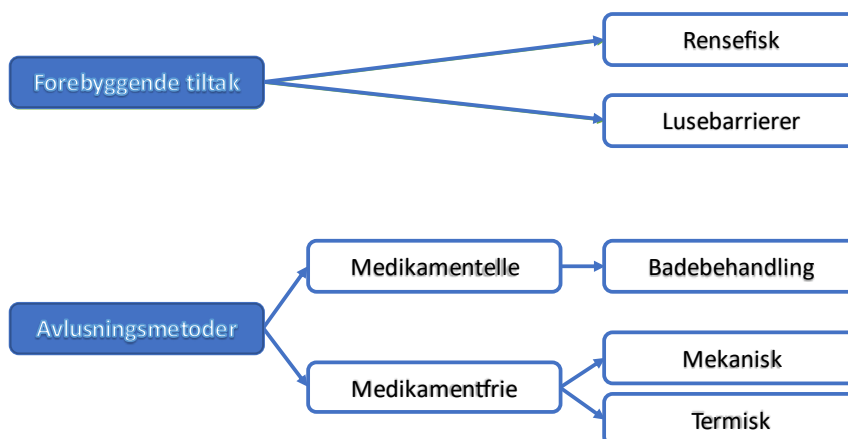 Rensefisk
Forebyggende tiltak
Lusebarrierer
Medikamentelle
Badebehandling
Avlusningsmetoder
Mekanisk
Medikamentfrie
Termisk